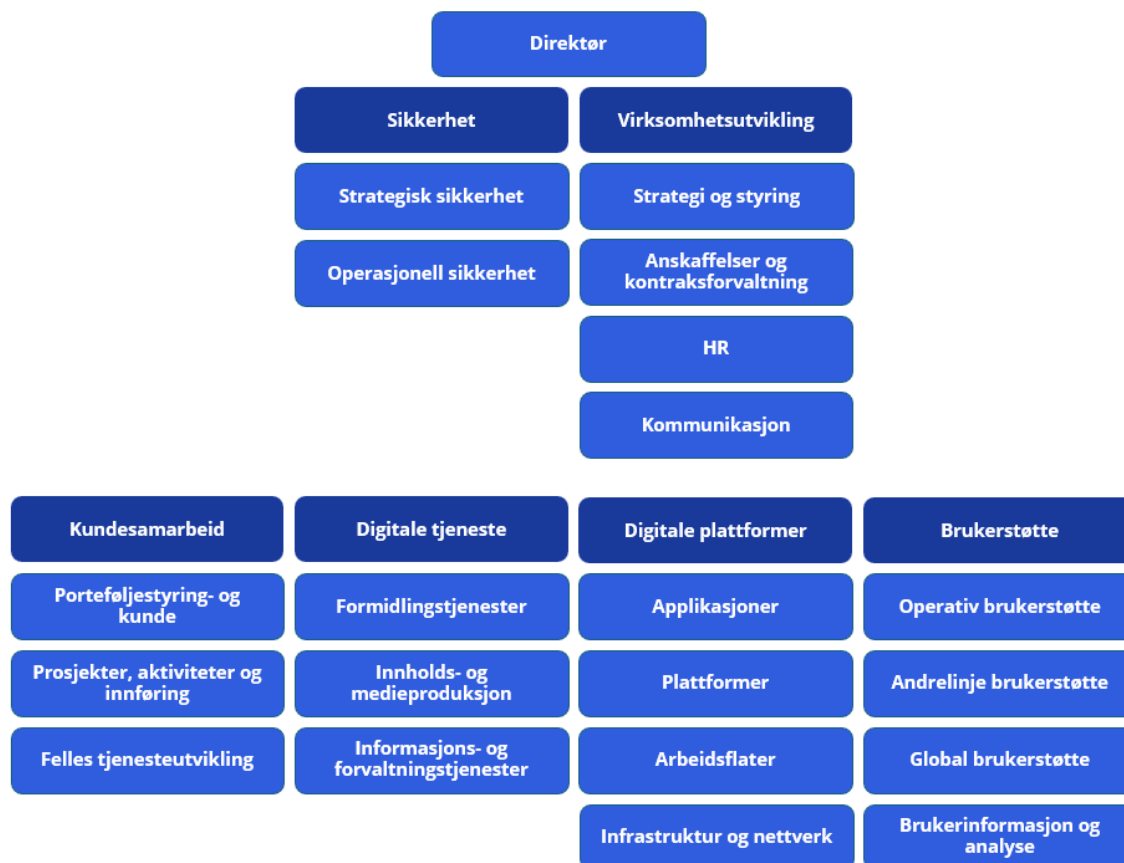 Direktør
Sikkerhet
Virksomhetsutvikling
Strategisk sikkerhet
Strategi og styring
Operasjonell sikkerhet
Anskaffelser og
kontraksforvaltning
HR
Kommunikasjon
Kundesamarbeid
Digitale tjeneste
Digitale plattformer
Brukerstøtte
Porteføljestyring- og
kunde
Formidlingstjenester
Applikasjoner
Operativ brukerstøtte
Prosjekter, aktiviteter og
innføring
Innholds- og
medieproduksjon
Plattformer
Andrelinje brukerstøtte
Felles tjenesteutvikling
Informasjons- og
forvaltningstjenester
Arbeidsflater
Global brukerstøtte
Infrastruktur og nettverk
Brukerinformasjon og
analyse